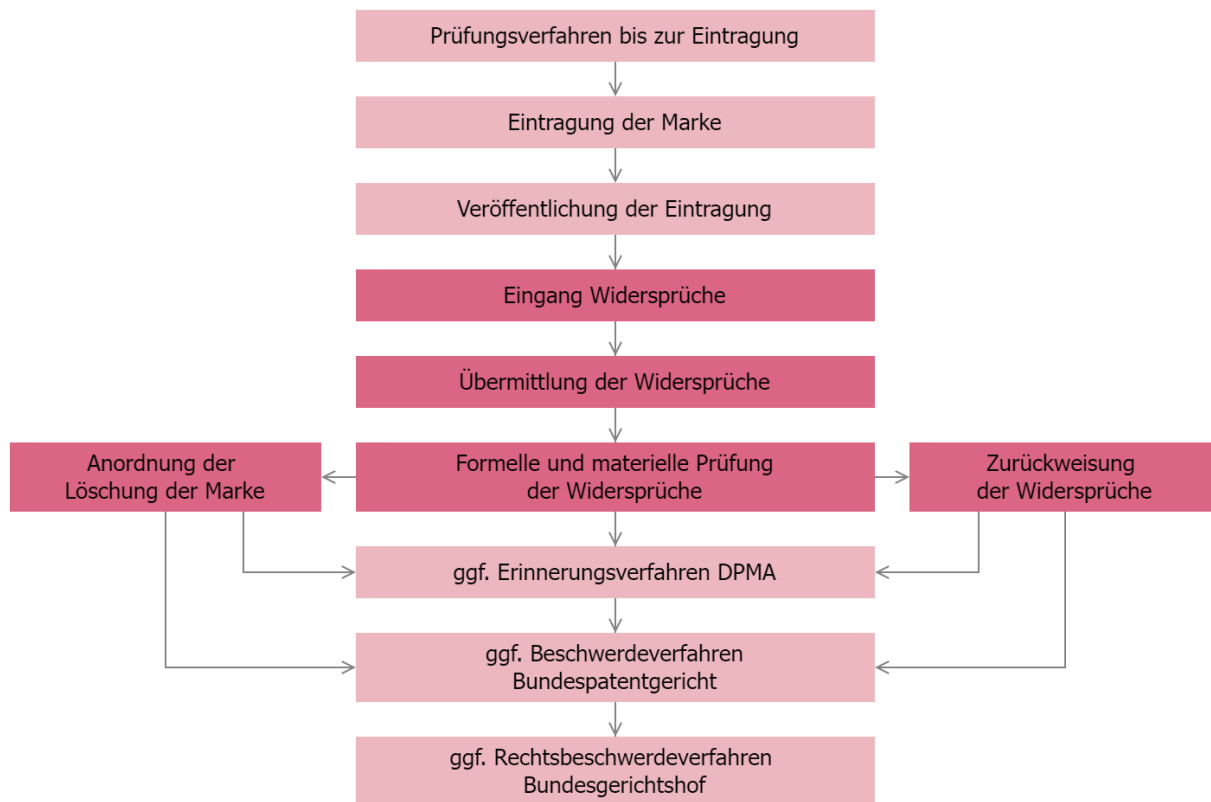 Prüfungsverfahren bis zur Eintragung
Eintragung der Marke
Veröffentlichung der Eintragung
Eingang Widersprüche
Übermittlung der Widersprüche
Anordnung der
Löschung der Marke
Formelle und materielle Prüfung
der Widersprüche
Zurückweisung
der Widersprüche
ggf. Erinnerungsverfahren DPMA
ggf. Beschwerdeverfahren
Bundespatentgericht
ggf. Rechtsbeschwerdeverfahren
Bundesgerichtshof